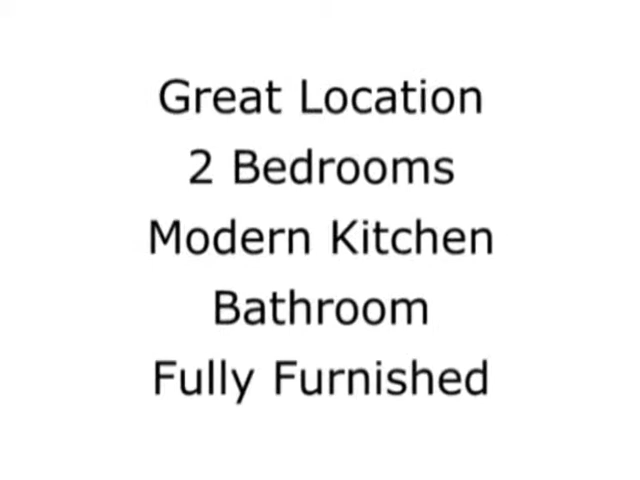 Great Location
2 Bedrooms
Modern Kitchen
Bathroom
Fully Furnished